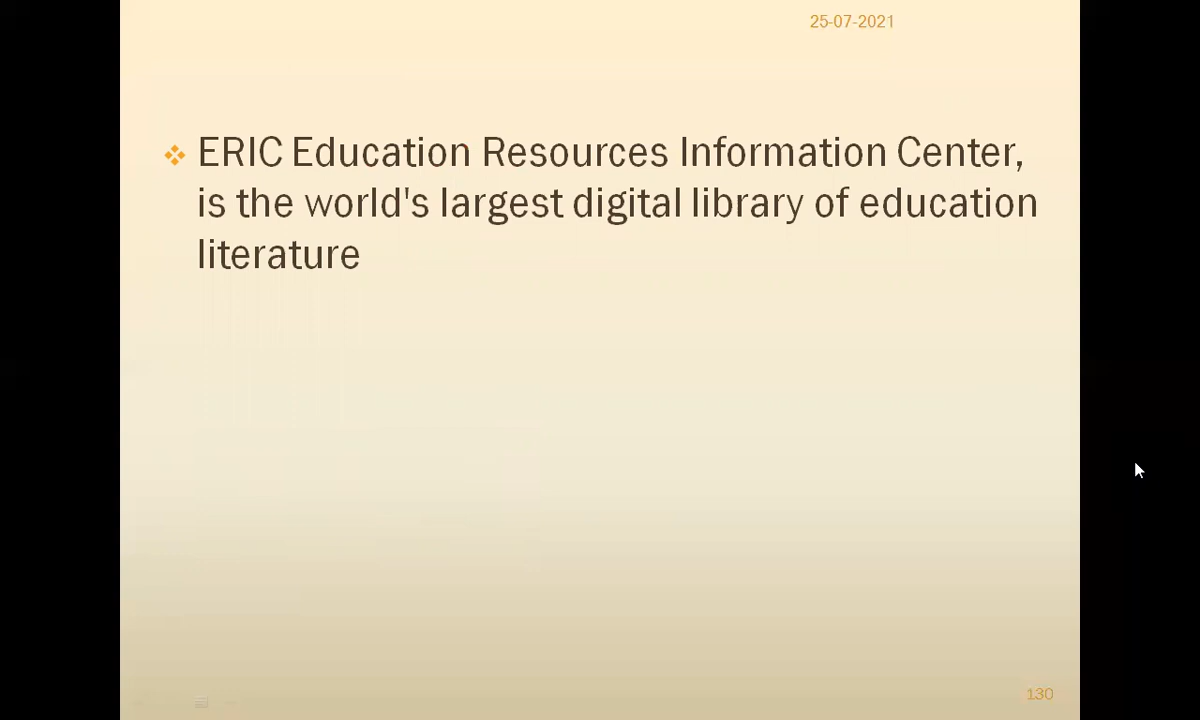 25-07-2021
ERIC Education Resources Information Center,
is the world's largest digital library of education
literature
130